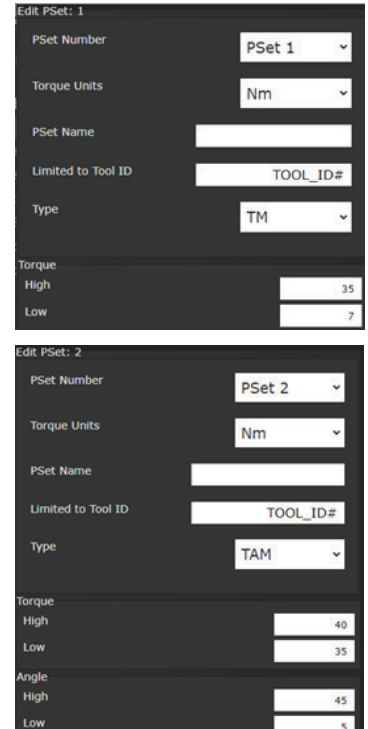 Edit PSet: 1
PSet Number PSet 1
Torque Units Nm
PSet Name
Limited to Tool ID TOOL_ID#
Type TM
Torque
High 35
Low 7
Edit PSet: 2
PSet Number PSet 2
Torque Units Nm
PSet Name
Limited to Tool ID TOOL_ID#
Type TAM
Torque
High 40
Low 35
Angle
High 45
Low 5